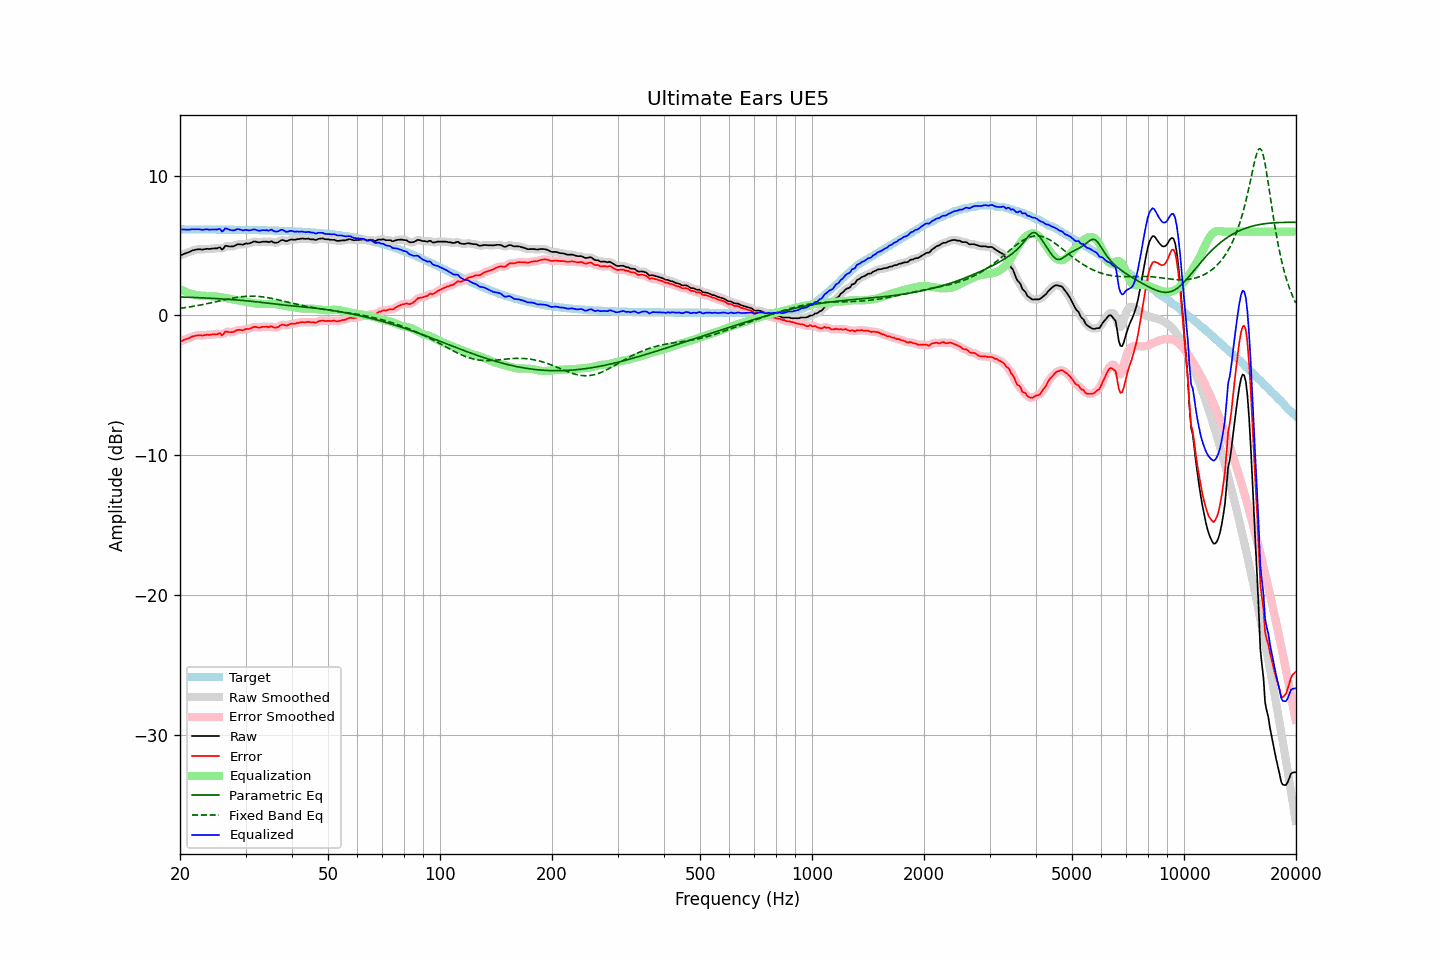 Ultimate Ears UE5
10
0
−10
−20
−30
Amplitude (dBr)
Target
Raw Smoothed
Error Smoothed
Raw
Error
Equalization
Parametric Eq
Fixed Band Eq
Equalized
20 50 100 200 500 1000 2000 5000 10000 20000
Frequency (Hz)